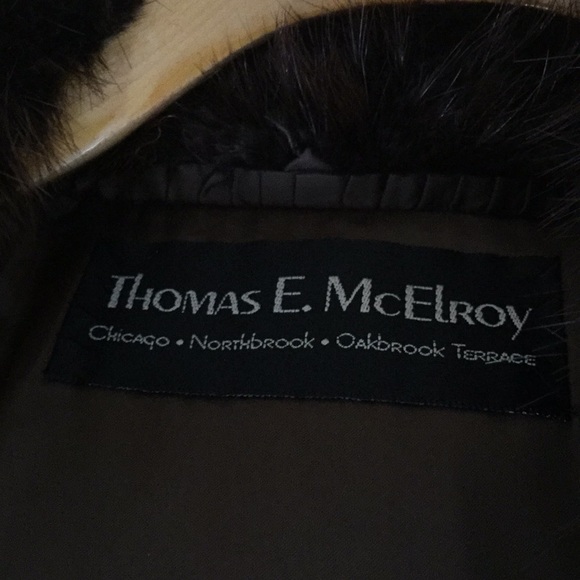 Thomas E. McElroy
Chicago • Northbrook • Oakbrook Terrace